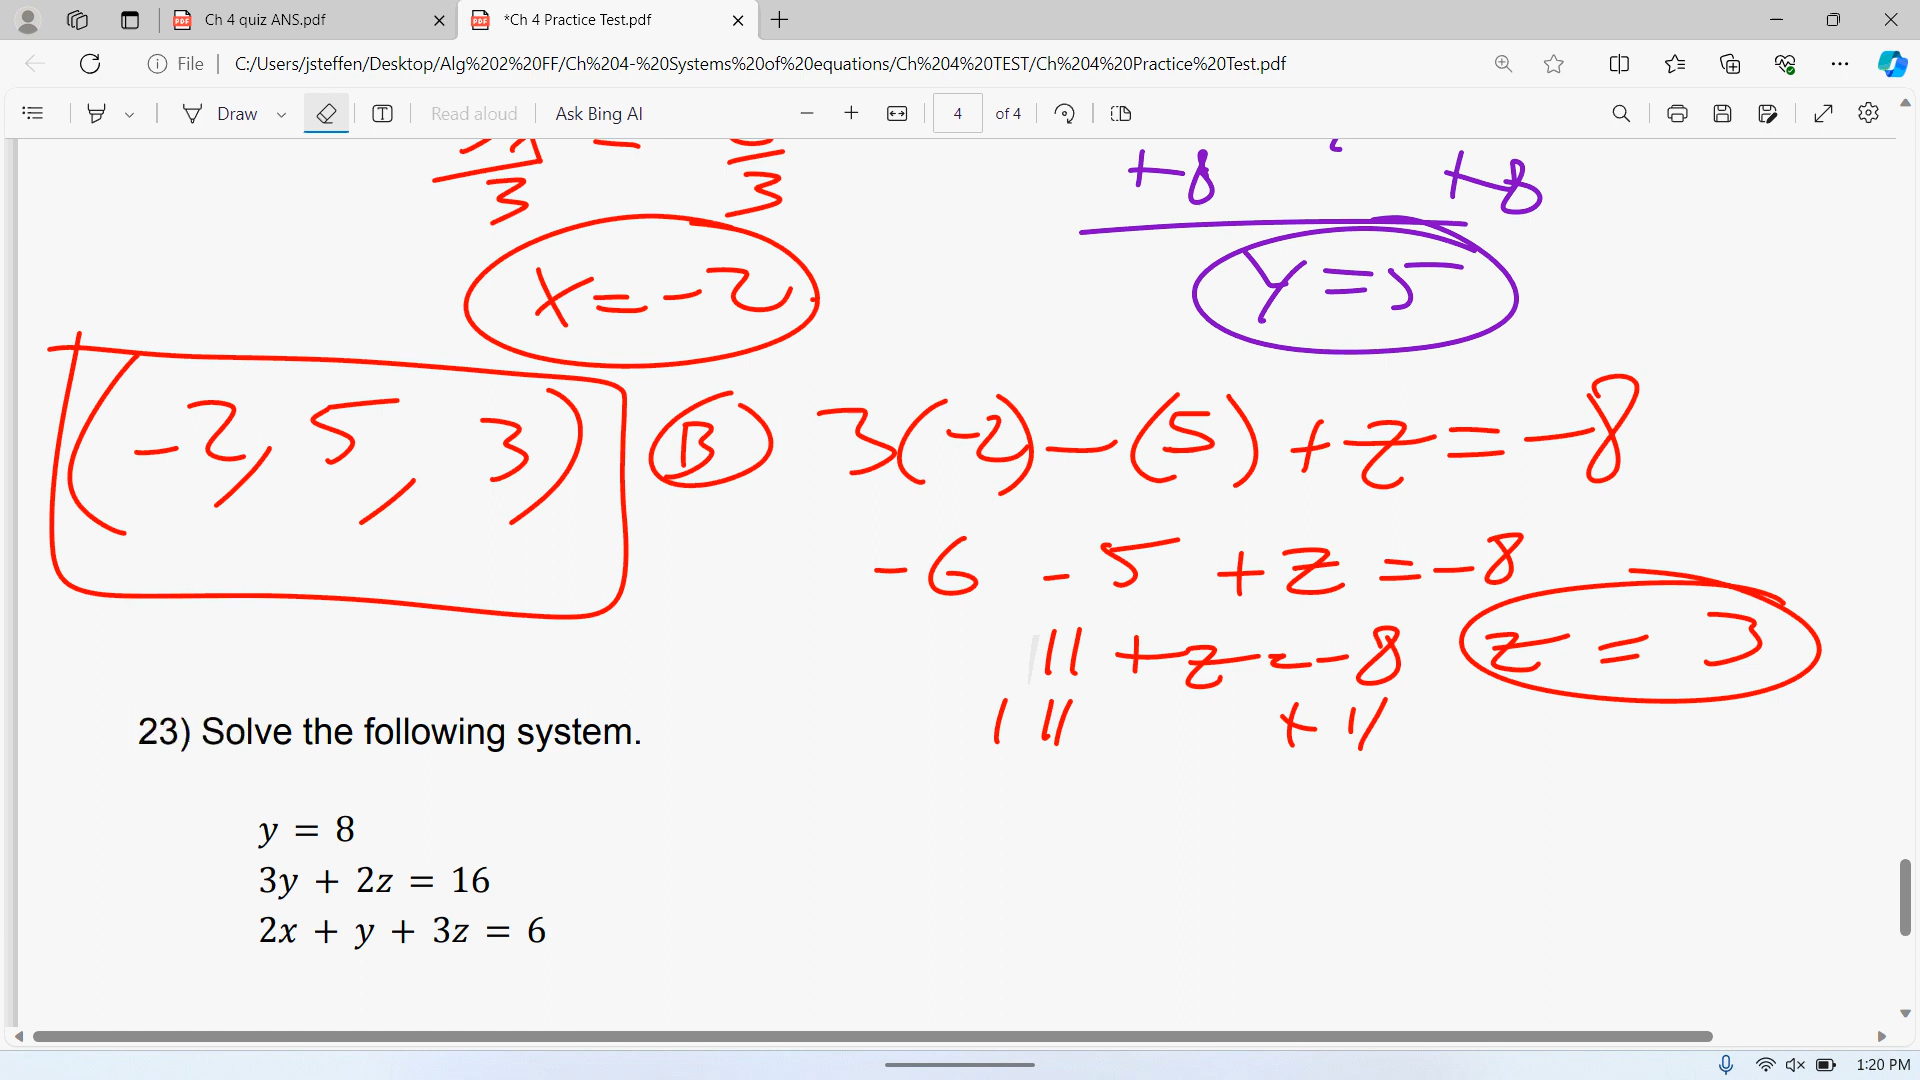 Ch 4 quiz ANS.pdf
*Ch 4 Practice Test.pdf
File
C:/Users/jsteffen/Desktop/Alg%202%20FF/Ch%204-%20Systems%20of%20equations/Ch%204%20TEST/Ch%204%20Practice%20Test.pdf
Draw
Read aloud
Ask Bing AI
4 of 4
3 3
+8 +8
x = -2
y = 5
(-2, 5, 3)
B 3(-2) - (5) + z = -8
-6 - 5 + z = -8
11 + z = -8
z = 3
+ 11
23) Solve the following system.
y = 8
3y + 2z = 16
2x + y + 3z = 6
1:20 PM